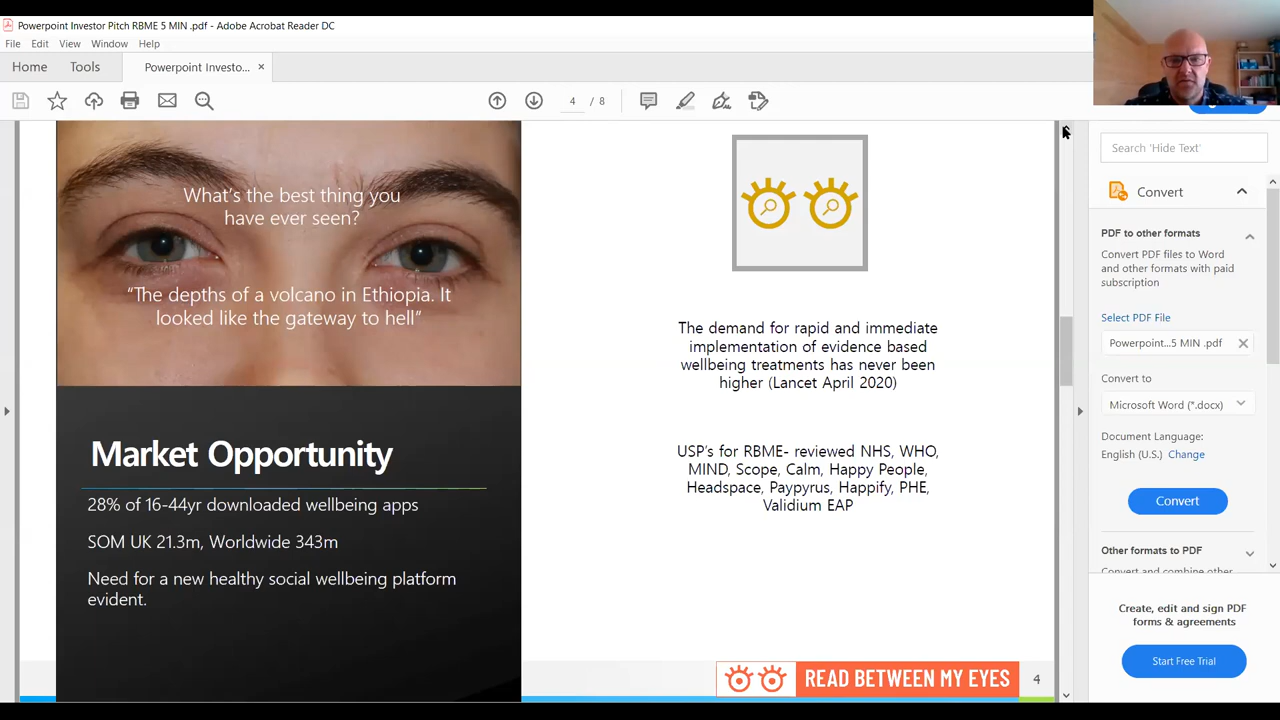 Powerpoint Investor Pitch RBME 5 MIN .pdf - Adobe Acrobat Reader DC
File Edit View Window Help
Home Tools Powerpoint Investo... ×
4 / 8
What's the best thing you
have ever seen?
"The depths of a volcano in Ethiopia. It
looked like the gateway to hell"
Market Opportunity
28% of 16-44yr downloaded wellbeing apps
SOM UK 21.3m, Worldwide 343m
Need for a new healthy social wellbeing platform
evident.
The demand for rapid and immediate
implementation of evidence based
wellbeing treatments has never been
higher (Lancet April 2020)
USP's for RBME- reviewed NHS, WHO,
MIND, Scope, Calm, Happy People,
Headspace, Paypyrus, Happify, PHE,
Validium EAP
READ BETWEEN MY EYES
4
Search 'Hide Text'
Convert
PDF to other formats
Convert PDF files to Word
and other formats with paid
subscription
Select PDF File
Powerpoint...5 MIN .pdf
Convert to
Microsoft Word (*.docx)
Document Language:
English (U.S.) Change
Convert
Other formats to PDF
Create, edit and sign PDF
forms & agreements
Start Free Trial